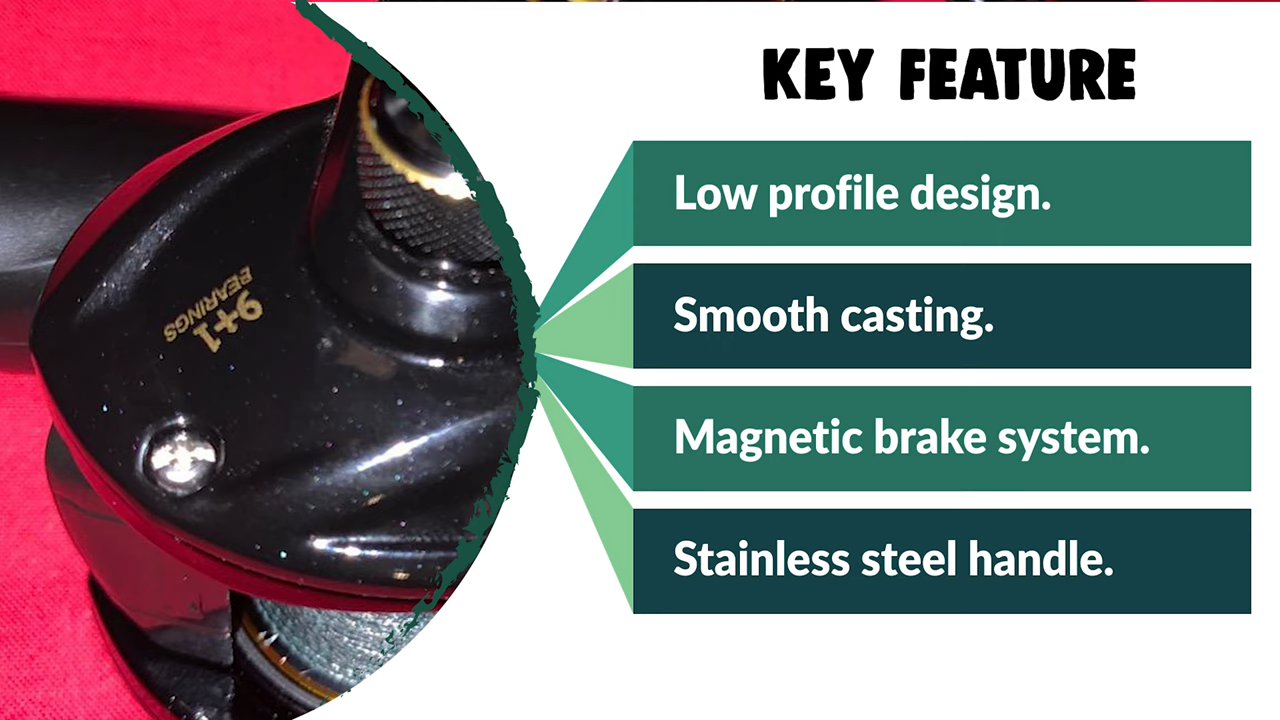 KEY FEATURE
Low profile design.
Smooth casting.
Magnetic brake system.
Stainless steel handle.
9+1
BEARINGS